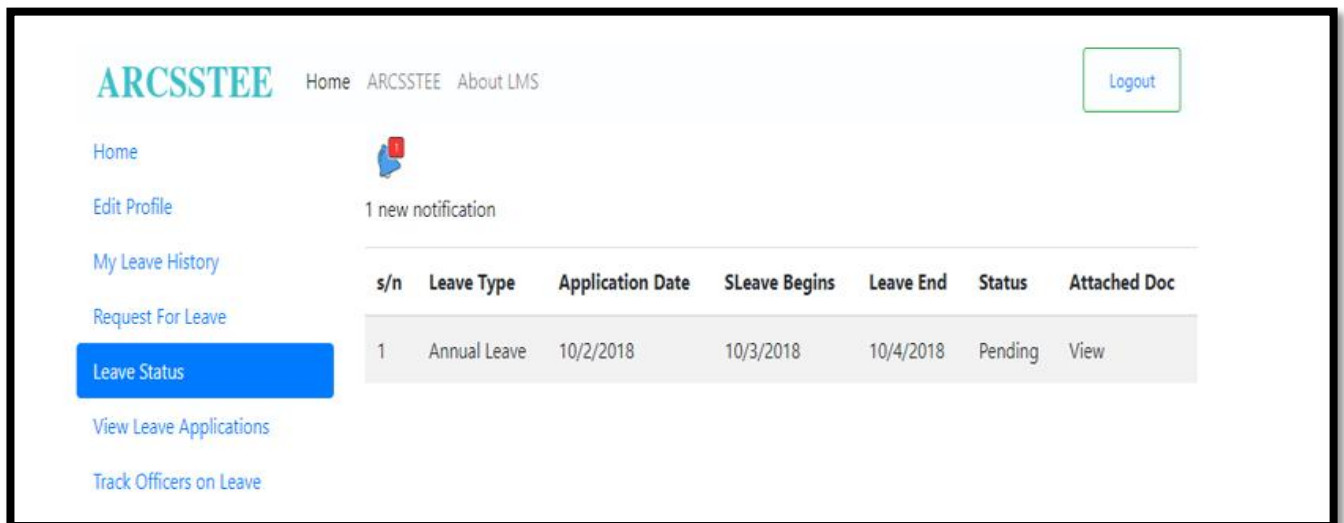 ARCSSTEE Home ARCSSTEE About LMS Logout
Home
1
Edit Profile
1 new notification
My Leave History
s/n Leave Type Application Date SLeave Begins Leave End Status Attached Doc
Request For Leave
1 Annual Leave 10/2/2018 10/3/2018 10/4/2018 Pending View
Leave Status
View Leave Applications
Track Officers on Leave